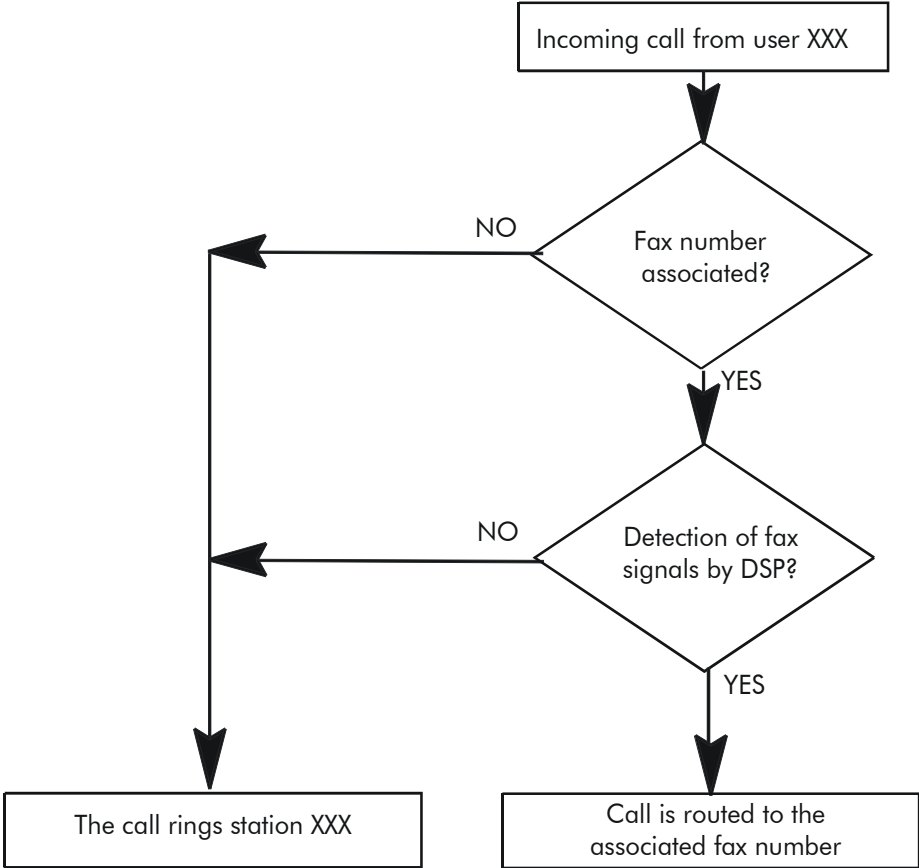 Incoming call from user XXX
NO
Fax number
associated?
YES
NO
Detection of fax
signals by DSP?
YES
The call rings station XXX
Call is routed to the
associated fax number